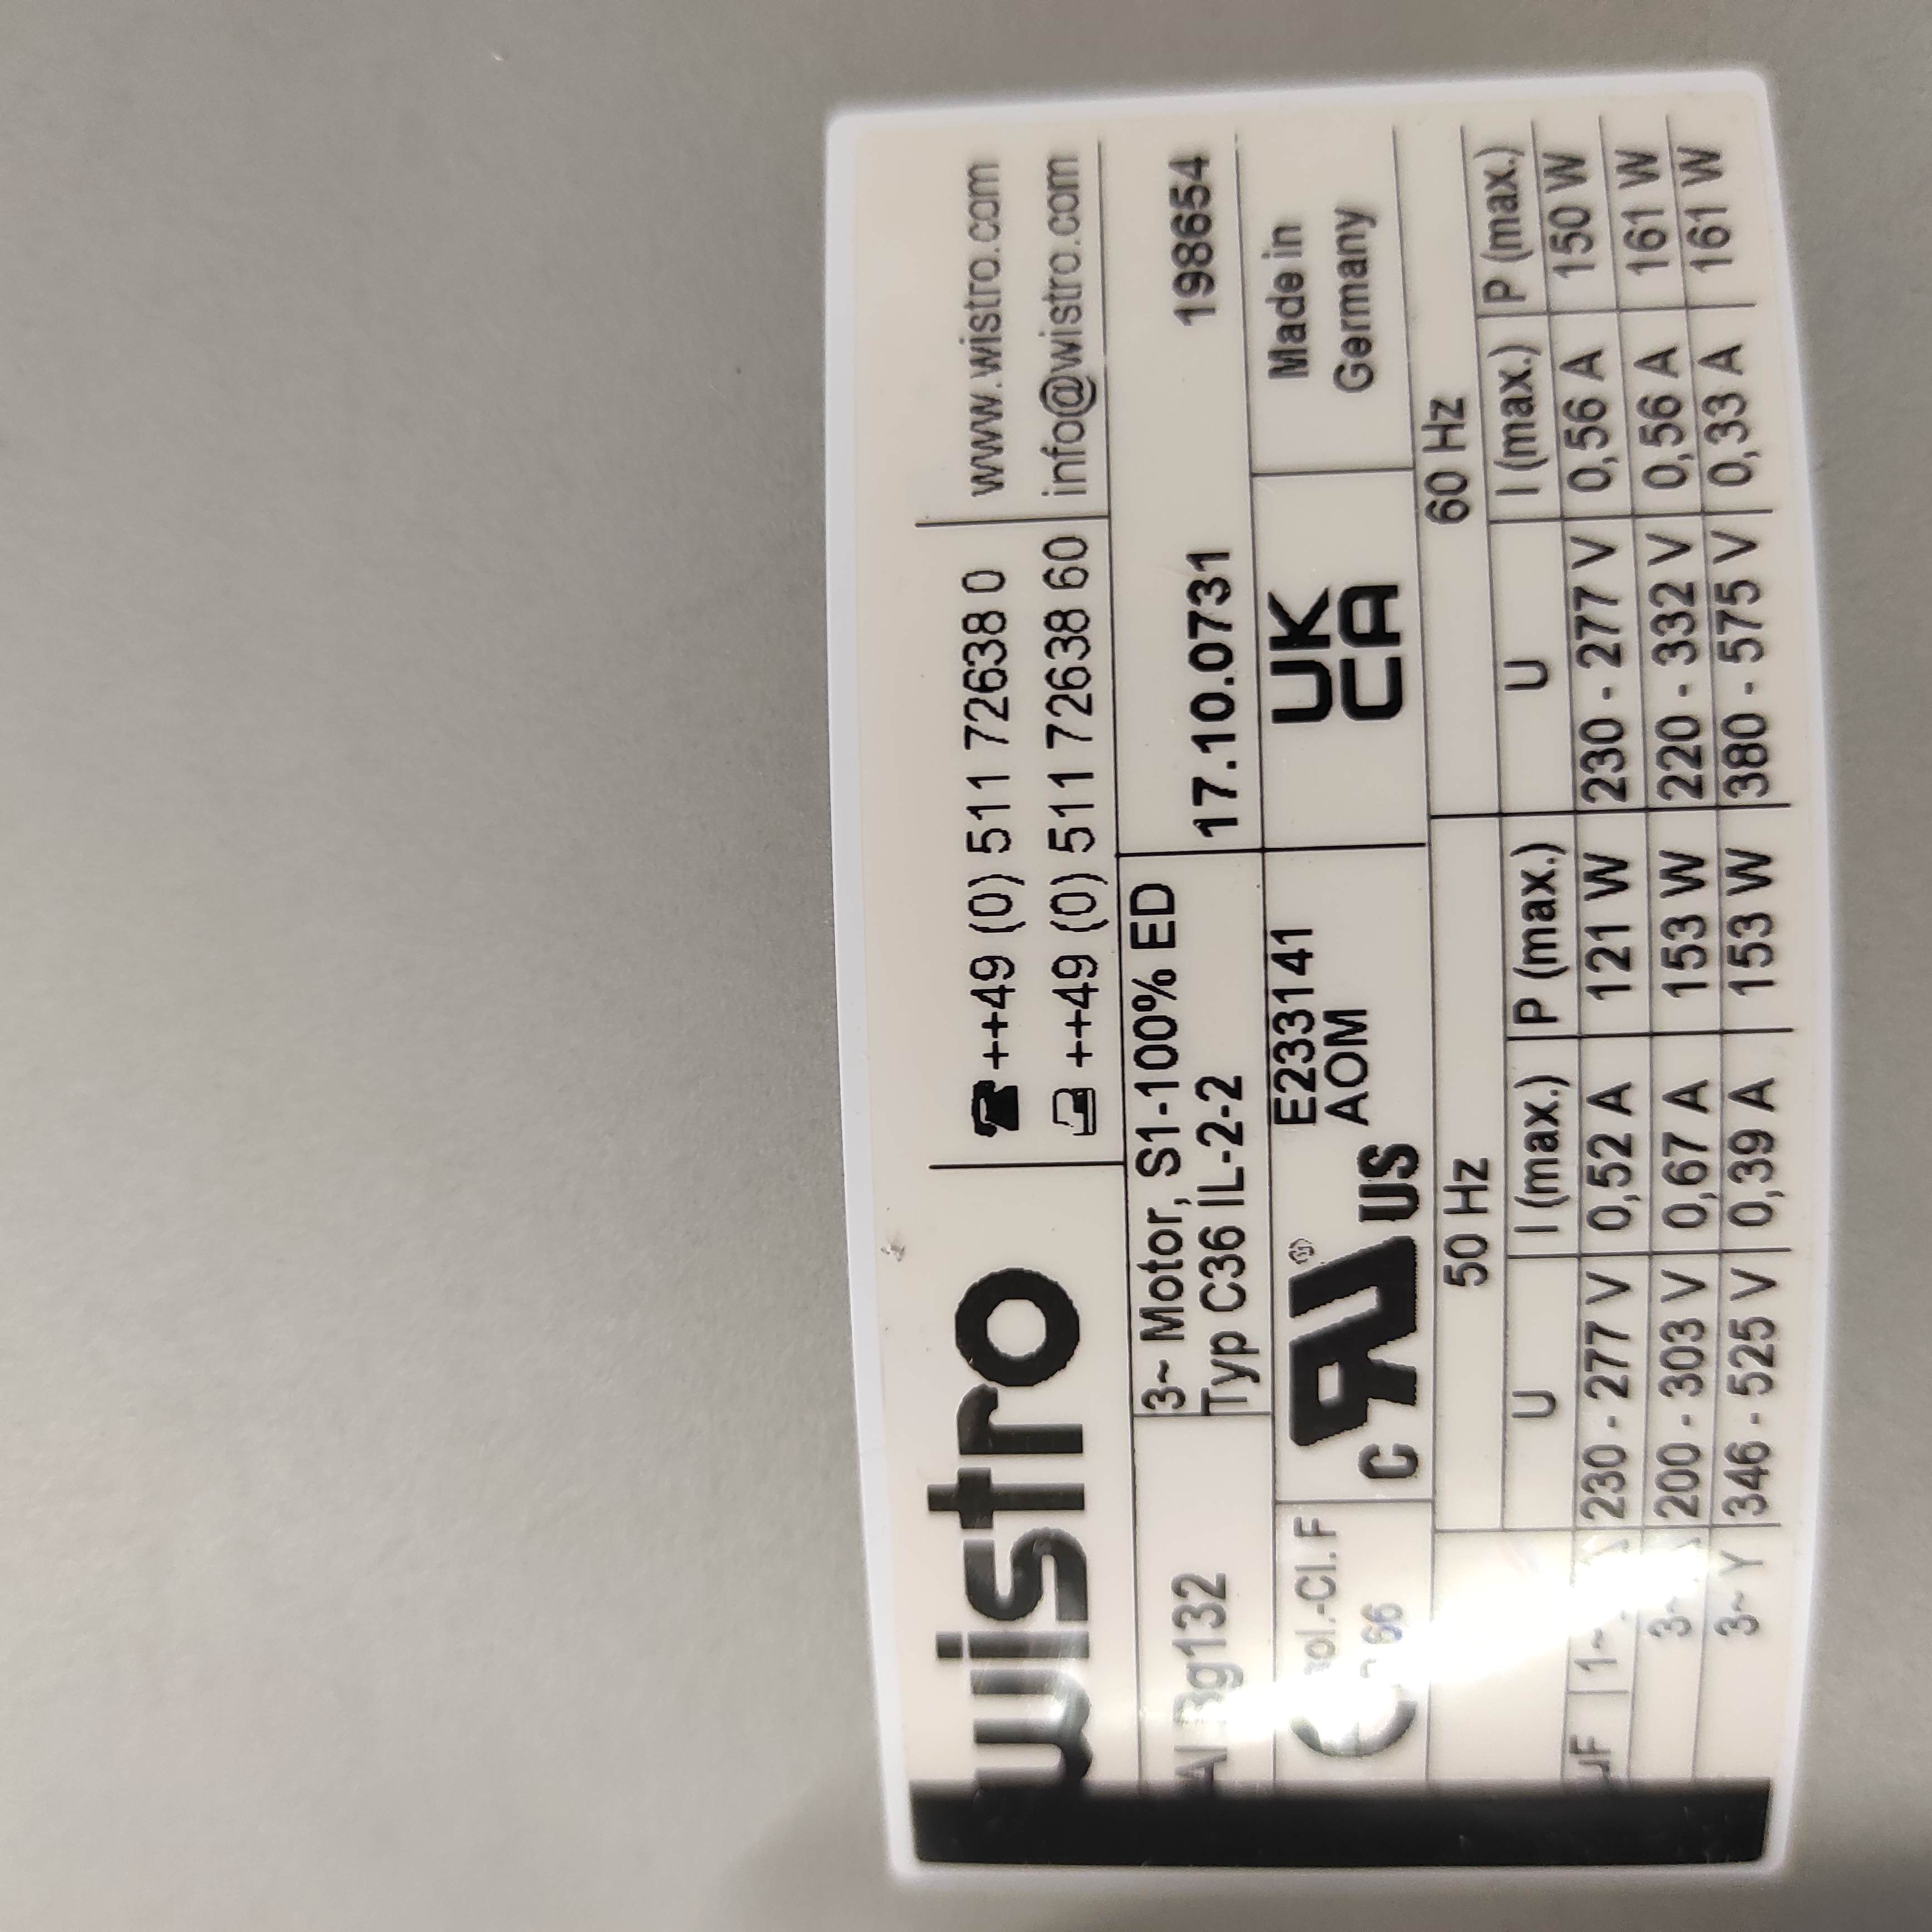 wistro
++49 (0) 511 72638 0
++49 (0) 511 72638 60
www.wistro.com
info@wistro.com
Bg132
3~ Motor, S1-100% ED
Typ C36 IL-2-2
17.10.0731
198654
CE
F
c UR US ®
E233141
AOM
UK
CA
Made in
Germany
50 Hz
60 Hz
U I (max.) P (max.) U I (max.) P (max.)
1~ 230 - 277 V 0,52 A 121 W 230 - 277 V 0,56 A 150 W
3~ 200 - 303 V 0,67 A 153 W 220 - 332 V 0,56 A 161 W
3~ Y 346 - 525 V 0,39 A 153 W 380 - 575 V 0,33 A 161 W